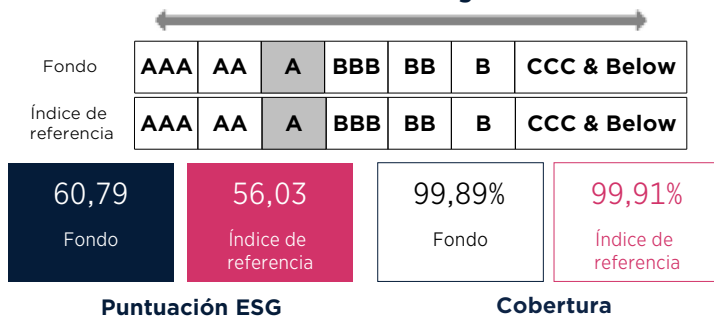 Fondo AAA AA A BBB BB B CCC & Below
Índice de
referencia AAA AA A BBB BB B CCC & Below
60,79
Fondo
56,03
Índice de
referencia
99,89%
Fondo
99,91%
Índice de
referencia
Puntuación ESG
Cobertura